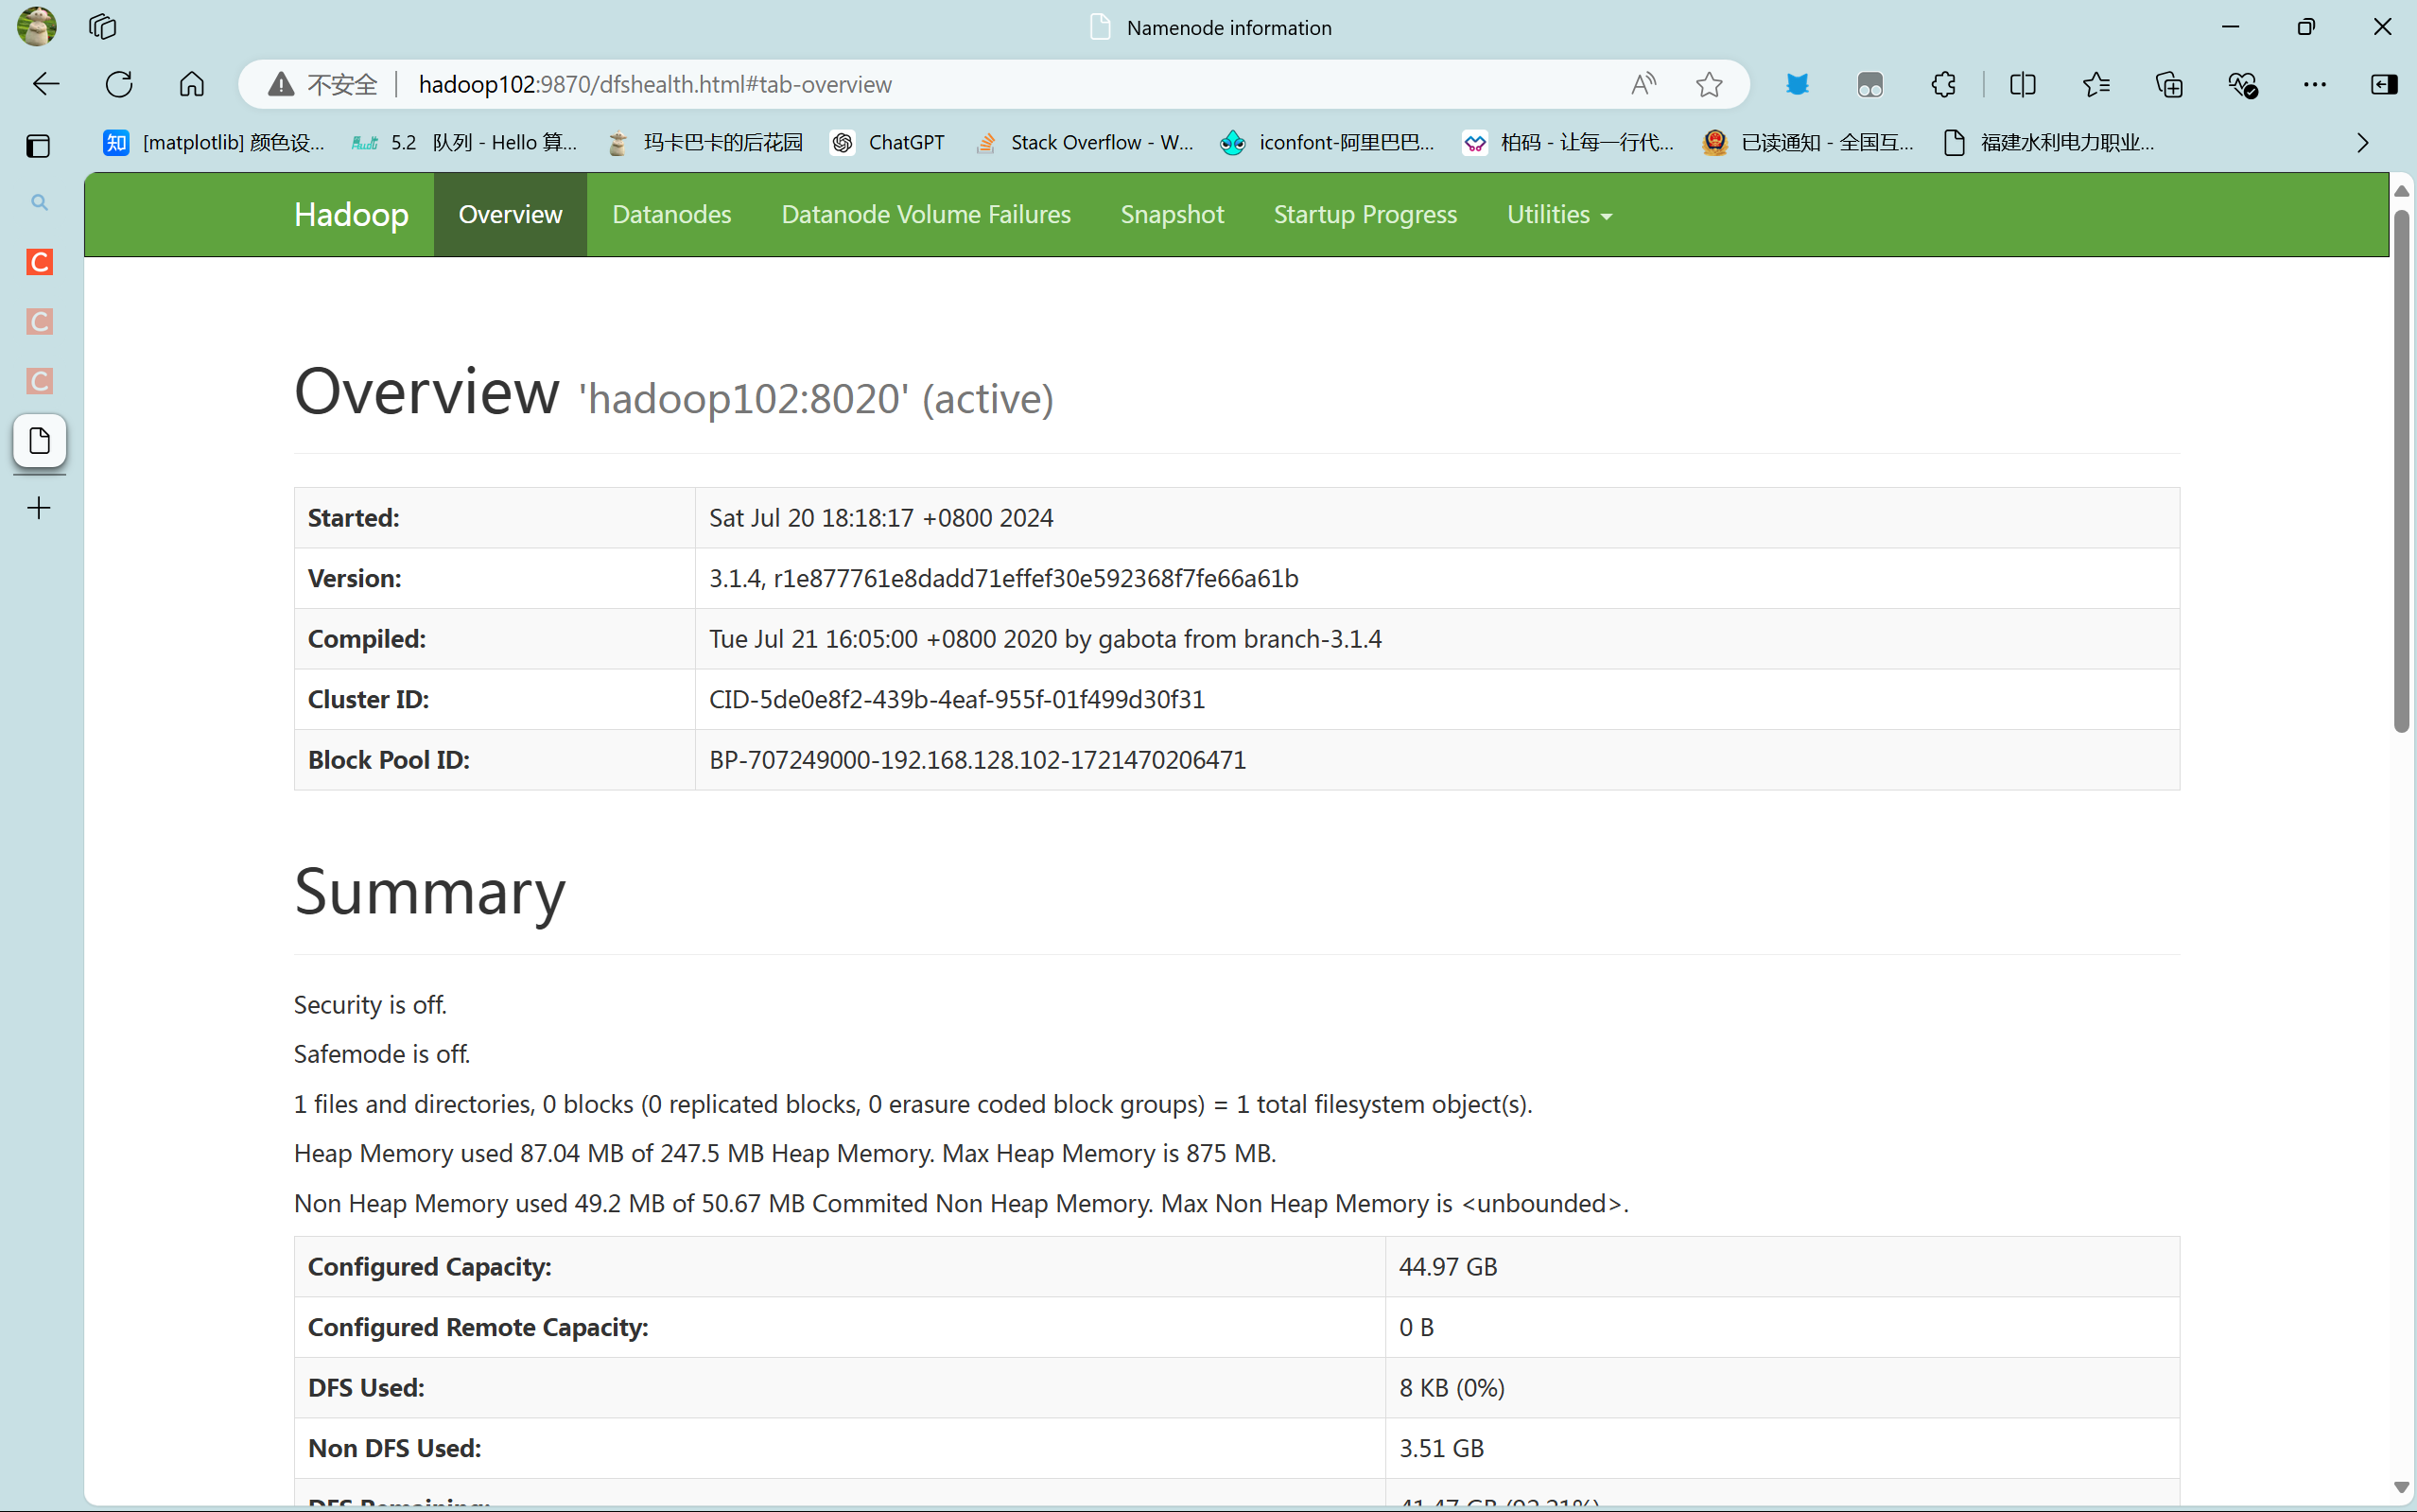 Namenode information
不安全 hadoop102:9870/dfshealth.html#tab-overview
知 [matplotlib] 颜色设... 5.2 队列 - Hello 算... 玛卡巴卡的后花园 ChatGPT Stack Overflow - W... iconfont-阿里巴巴... 柏码 - 让每一行代... 已读通知 - 全国互... 福建水利电力职业...
C
C
C
Hadoop Overview Datanodes Datanode Volume Failures Snapshot Startup Progress Utilities
Overview 'hadoop102:8020' (active)
Started: Sat Jul 20 18:18:17 +0800 2024
Version: 3.1.4, r1e877761e8dadd71effef30e592368f7fe66a61b
Compiled: Tue Jul 21 16:05:00 +0800 2020 by gabota from branch-3.1.4
Cluster ID: CID-5de0e8f2-439b-4eaf-955f-01f499d30f31
Block Pool ID: BP-707249000-192.168.128.102-1721470206471
Summary
Security is off.
Safemode is off.
1 files and directories, 0 blocks (0 replicated blocks, 0 erasure coded block groups) = 1 total filesystem object(s).
Heap Memory used 87.04 MB of 247.5 MB Heap Memory. Max Heap Memory is 875 MB.
Non Heap Memory used 49.2 MB of 50.67 MB Commited Non Heap Memory. Max Non Heap Memory is <unbounded>.
Configured Capacity: 44.97 GB
Configured Remote Capacity: 0 B
DFS Used: 8 KB (0%)
Non DFS Used: 3.51 GB
DFS Remaining: 41.47 GB (92.21%)